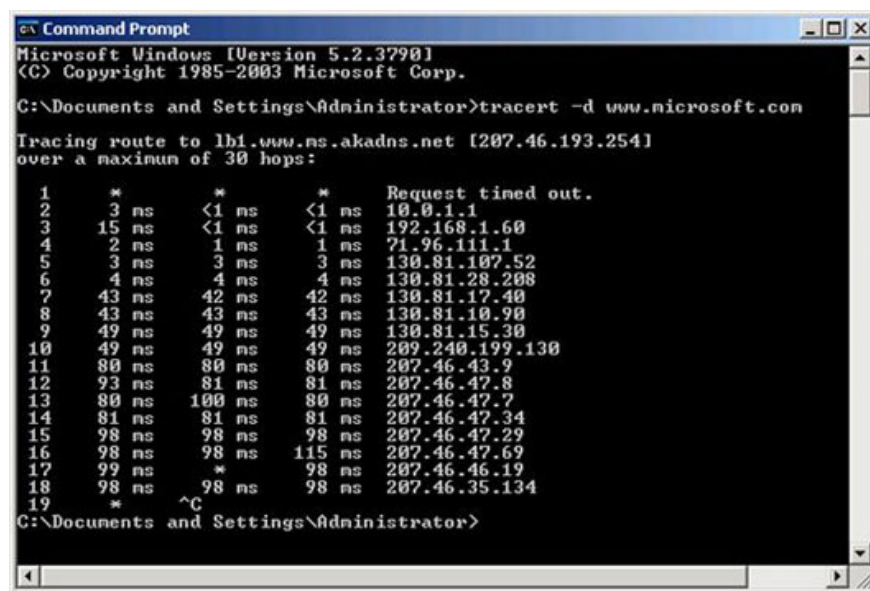 Command Prompt
Microsoft Windows [Version 5.2.3790]
(C) Copyright 1985-2003 Microsoft Corp.
C:\Documents and Settings\Administrator>tracert -d www.microsoft.com
Tracing route to lb1.www.ms.akadns.net [207.46.193.254]
over a maximum of 30 hops:
1 * * * Request timed out.
2 3 ms <1 ms <1 ms 10.0.1.1
3 15 ms <1 ms <1 ms 192.168.1.60
4 2 ms 1 ms 1 ms 71.96.111.1
5 3 ms 3 ms 3 ms 130.81.107.52
6 4 ms 4 ms 4 ms 130.81.28.208
7 43 ms 42 ms 42 ms 130.81.17.40
8 43 ms 43 ms 43 ms 130.81.10.90
9 49 ms 49 ms 49 ms 130.81.15.30
10 49 ms 49 ms 49 ms 209.240.199.130
11 80 ms 80 ms 80 ms 207.46.43.9
12 93 ms 81 ms 81 ms 207.46.47.8
13 80 ms 100 ms 80 ms 207.46.47.7
14 81 ms 81 ms 81 ms 207.46.47.34
15 98 ms 98 ms 98 ms 207.46.47.29
16 98 ms 98 ms 115 ms 207.46.47.69
17 99 ms * 98 ms 207.46.46.19
18 98 ms 98 ms 98 ms 207.46.35.134
19 * ^C
C:\Documents and Settings\Administrator>